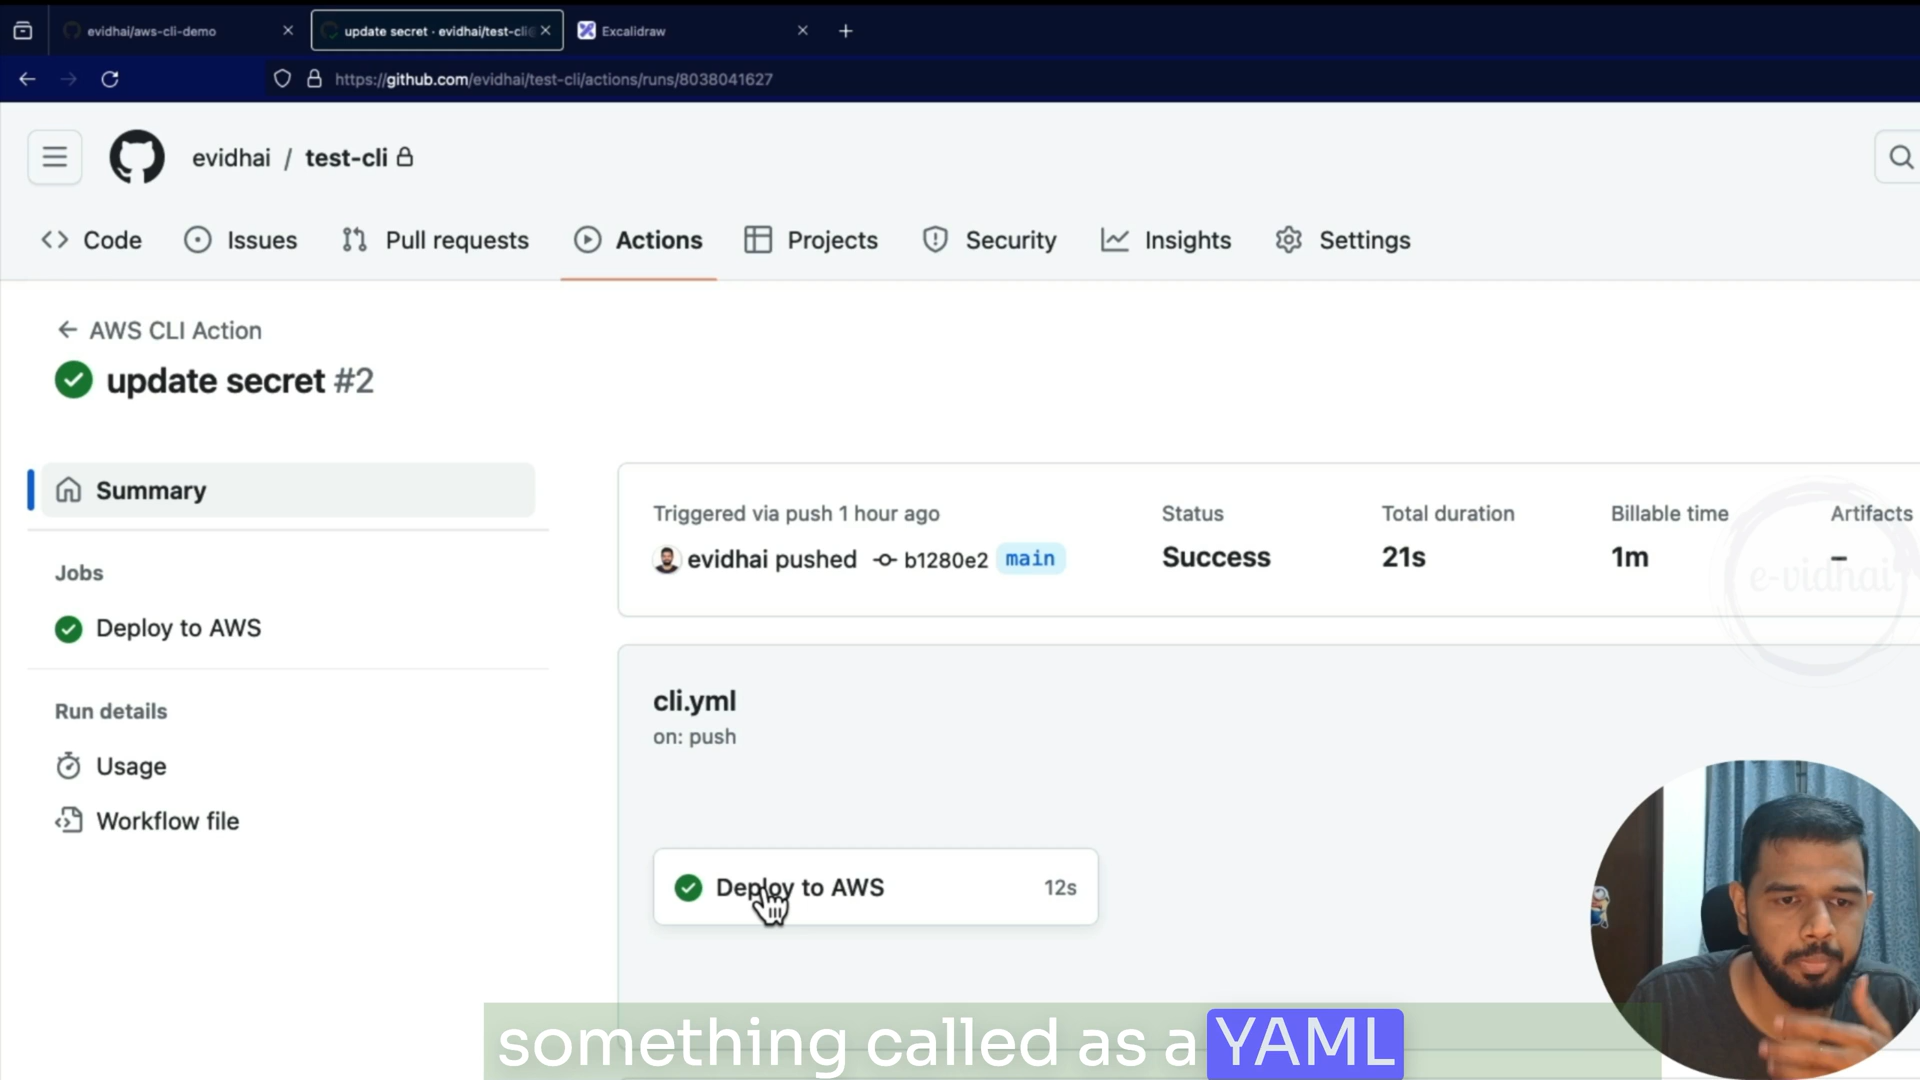 evidhai/aws-cli-demo
update secret · evidhai/test-cli@
Excalidraw
https://github.com/evidhai/test-cli/actions/runs/8038041627
evidhai / test-cli
Code
Issues
Pull requests
Actions
Projects
Security
Insights
Settings
AWS CLI Action
update secret #2
Summary
Jobs
Deploy to AWS
Run details
Usage
Workflow file
Triggered via push 1 hour ago
evidhai pushed b1280e2 main
Status
Success
Total duration
21s
Billable time
1m
Artifacts
–
e-vidhai
cli.yml
on: push
Deploy to AWS
12s
something called as a YAML